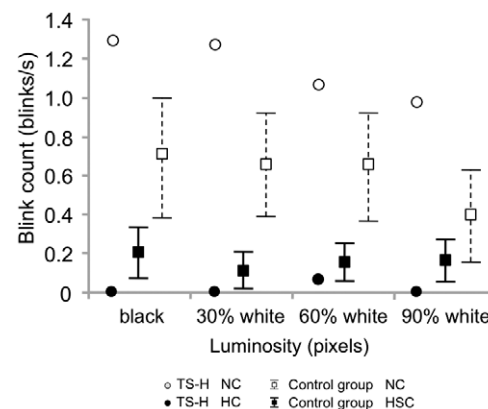 1.4
1.2
1.0
0.8
0.6
0.4
0.2
0
Blink count (blinks/s)
black 30% white 60% white 90% white
Luminosity (pixels)
TS-H NC Control group NC
TS-H HC Control group HSC